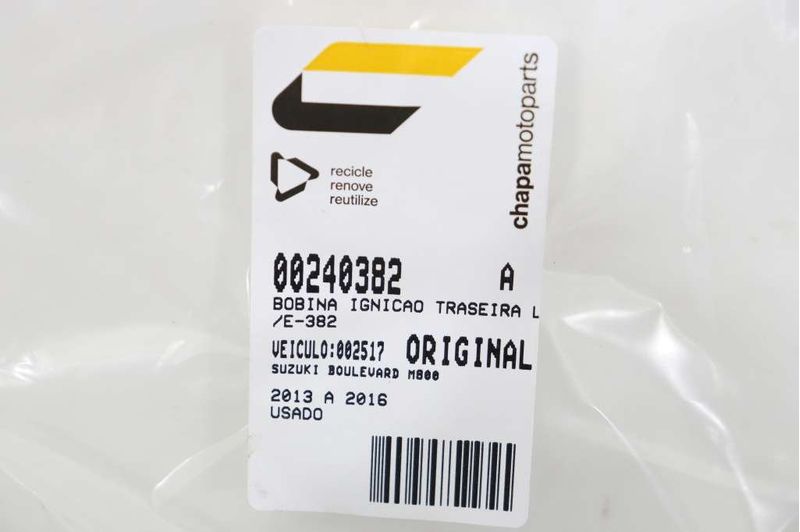 chapamotoparts
recicle
renove
reutilize
00240382 A
BOBINA IGNICAO TRASEIRA L
/E-382
VEICULO:002517 ORIGINAL
SUZUKI BOULEVARD M800
2013 A 2016
USADO